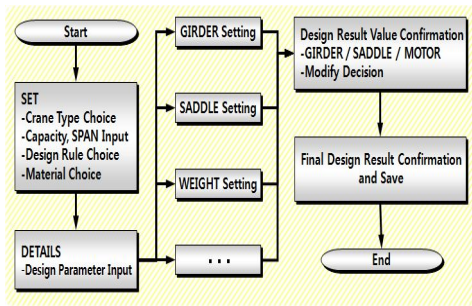 Start
SET
-Crane Type Choice
-Capacity, SPAN Input
-Design Rule Choice
-Material Choice
DETAILS
-Design Parameter Input
GIRDER Setting
SADDLE Setting
WEIGHT Setting
...
Design Result Value Confirmation
-GIRDER / SADDLE / MOTOR
-Modify Decision
Final Design Result Confirmation
and Save
End